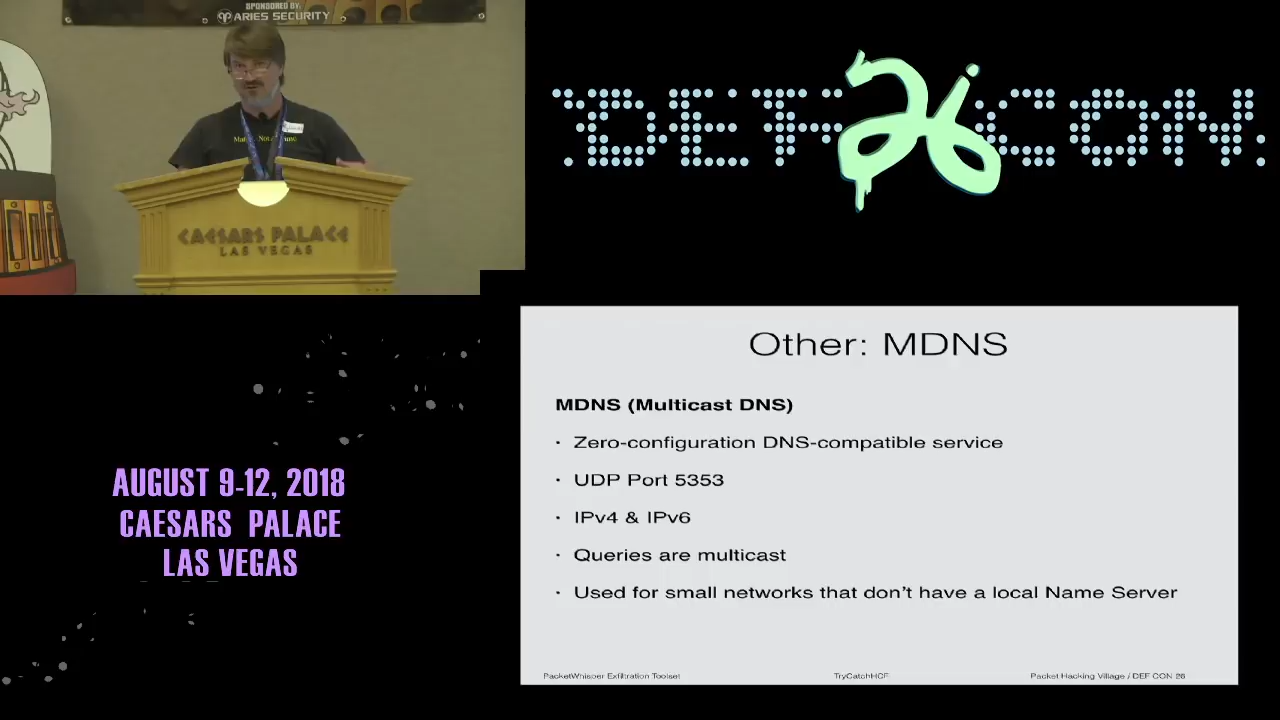 SPONSORED BY:
ARIES SECURITY
CAESARS PALACE
LAS VEGAS
DEF CON 26
AUGUST 9-12, 2018
CAESARS PALACE
LAS VEGAS
Other: MDNS
MDNS (Multicast DNS)
· Zero-configuration DNS-compatible service
· UDP Port 5353
· IPv4 & IPv6
· Queries are multicast
· Used for small networks that don't have a local Name Server
PacketWhisper Exfiltration Toolset
TryCatchHCF
Packet Hacking Village / DEF CON 26